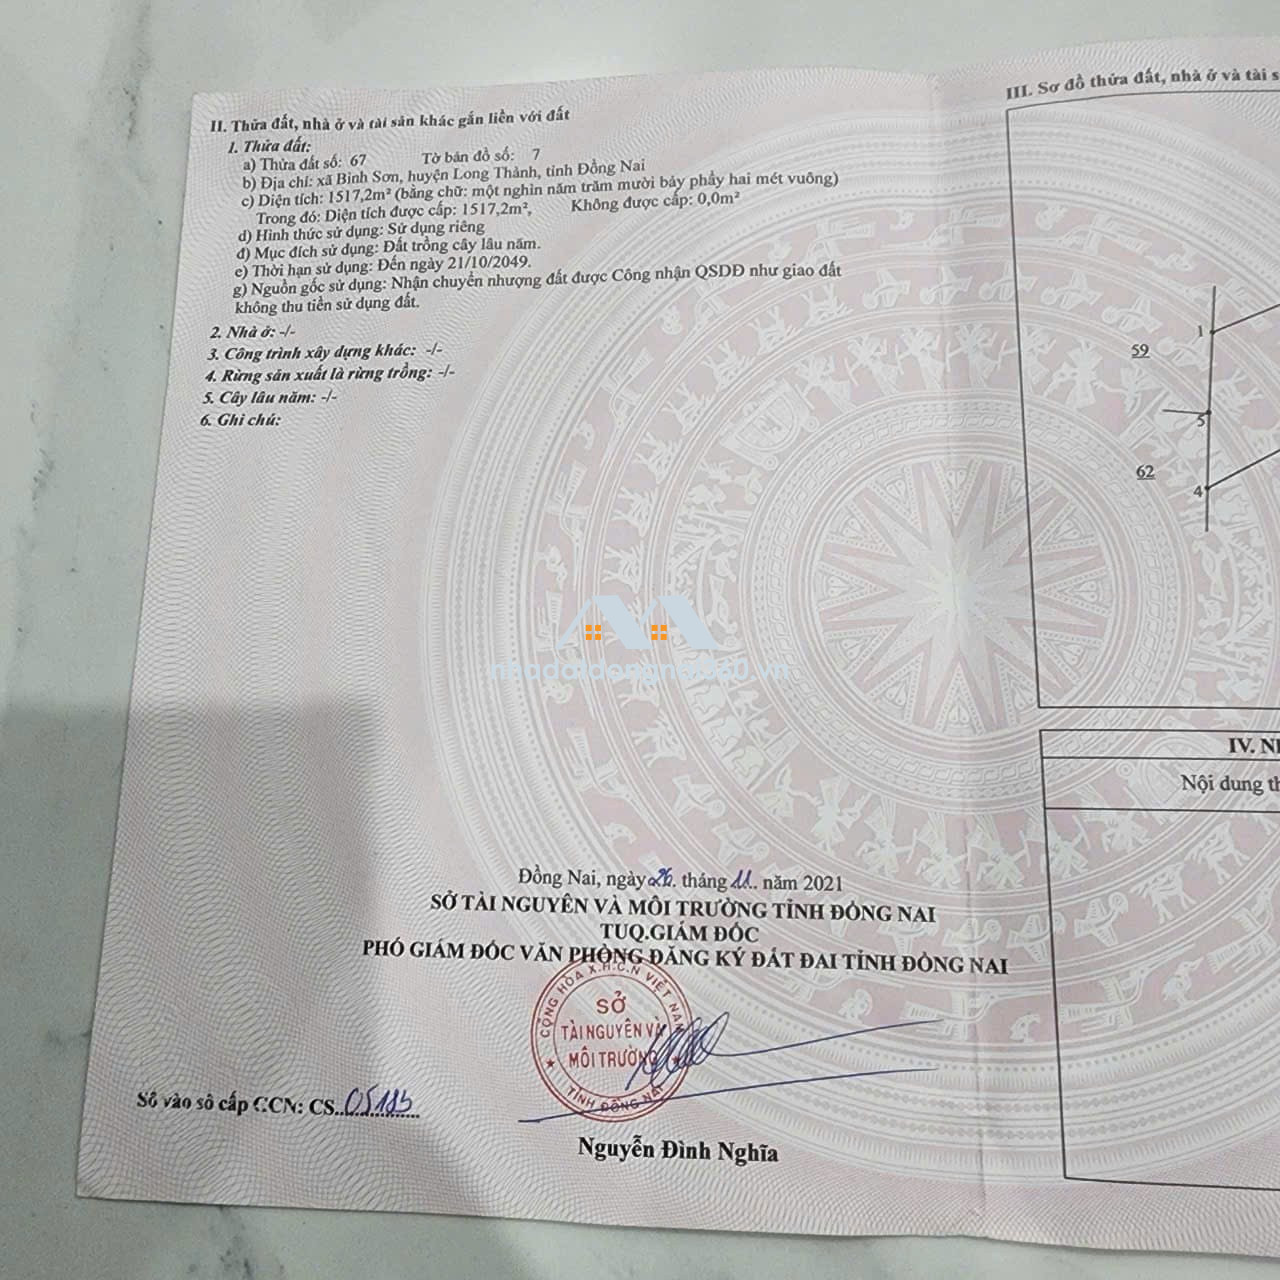 II. Thửa đất, nhà ở và tài sản khác gắn liền với đất
1. Thửa đất:
a) Thửa đất số: 67 Tờ bản đồ số: 7
b) Địa chỉ: xã Bình Sơn, huyện Long Thành, tỉnh Đồng Nai
c) Diện tích: 1517,2m² (bằng chữ: một nghìn năm trăm mười bảy phẩy hai mét vuông)
Trong đó: Diện tích được cấp: 1517,2m², Không được cấp: 0,0m²
d) Hình thức sử dụng: Sử dụng riêng
đ) Mục đích sử dụng: Đất trồng cây lâu năm.
e) Thời hạn sử dụng: Đến ngày 21/10/2049.
g) Nguồn gốc sử dụng: Nhận chuyển nhượng đất được Công nhận QSDĐ như giao đất
không thu tiền sử dụng đất.
2. Nhà ở: -/-
3. Công trình xây dựng khác: -/-
4. Rừng sản xuất là rừng trồng: -/-
5. Cây lâu năm: -/-
6. Ghi chú:
Đồng Nai, ngày 26. tháng 11. năm 2021
SỞ TÀI NGUYÊN VÀ MÔI TRƯỜNG TỈNH ĐỒNG NAI
TUQ.GIÁM ĐỐC
PHÓ GIÁM ĐỐC VĂN PHÒNG ĐĂNG KÝ ĐẤT ĐAI TỈNH ĐỒNG NAI
CỘNG HÒA X.H.C.N VIỆT NAM
SỞ
TÀI NGUYÊN VÀ
MÔI TRƯỜNG
TỈNH ĐỒNG NAI
Nguyễn Đình Nghĩa
Số vào sổ cấp GCN: CS
III. Sơ đồ thửa đất, nhà ở và tài s
1
59
5
62
4
IV. N
Nội dung th
nhadatdongnai360.vn